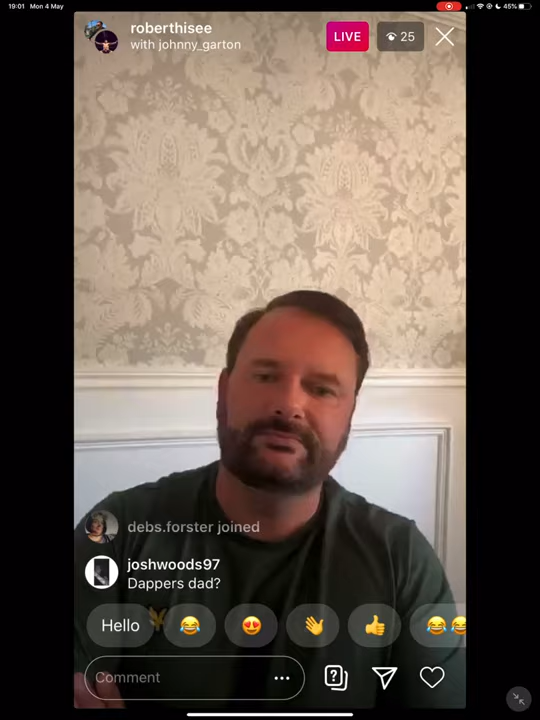 19:01 Mon 4 May
45%
roberthisee
with johnny_garton
LIVE
25
debs.forster joined
joshwoods97
Dappers dad?
Hello
Comment